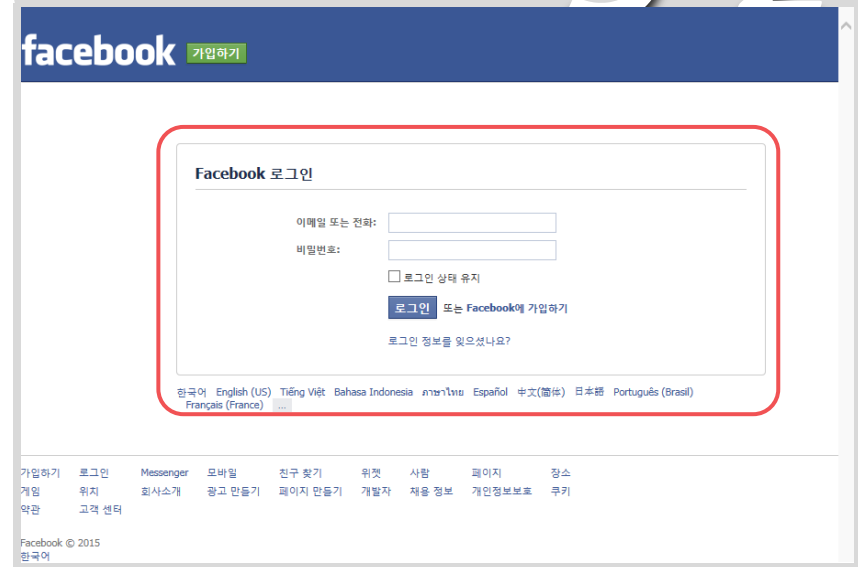 facebook 가입하기
Facebook 로그인
이메일 또는 전화:
비밀번호:
로그인 상태 유지
로그인 또는 Facebook에 가입하기
로그인 정보를 잊으셨나요?
한국어 English (US) Tiếng Việt Bahasa Indonesia ภาษาไทย Español 中文(简体) 日本語 Português (Brasil)
Français (France) ...
가입하기 로그인 Messenger 모바일 친구 찾기 위젯 사람 페이지 장소
게임 위치 회사소개 광고 만들기 페이지 만들기 개발자 채용 정보 개인정보보호 쿠키
약관 고객 센터
Facebook © 2015
한국어